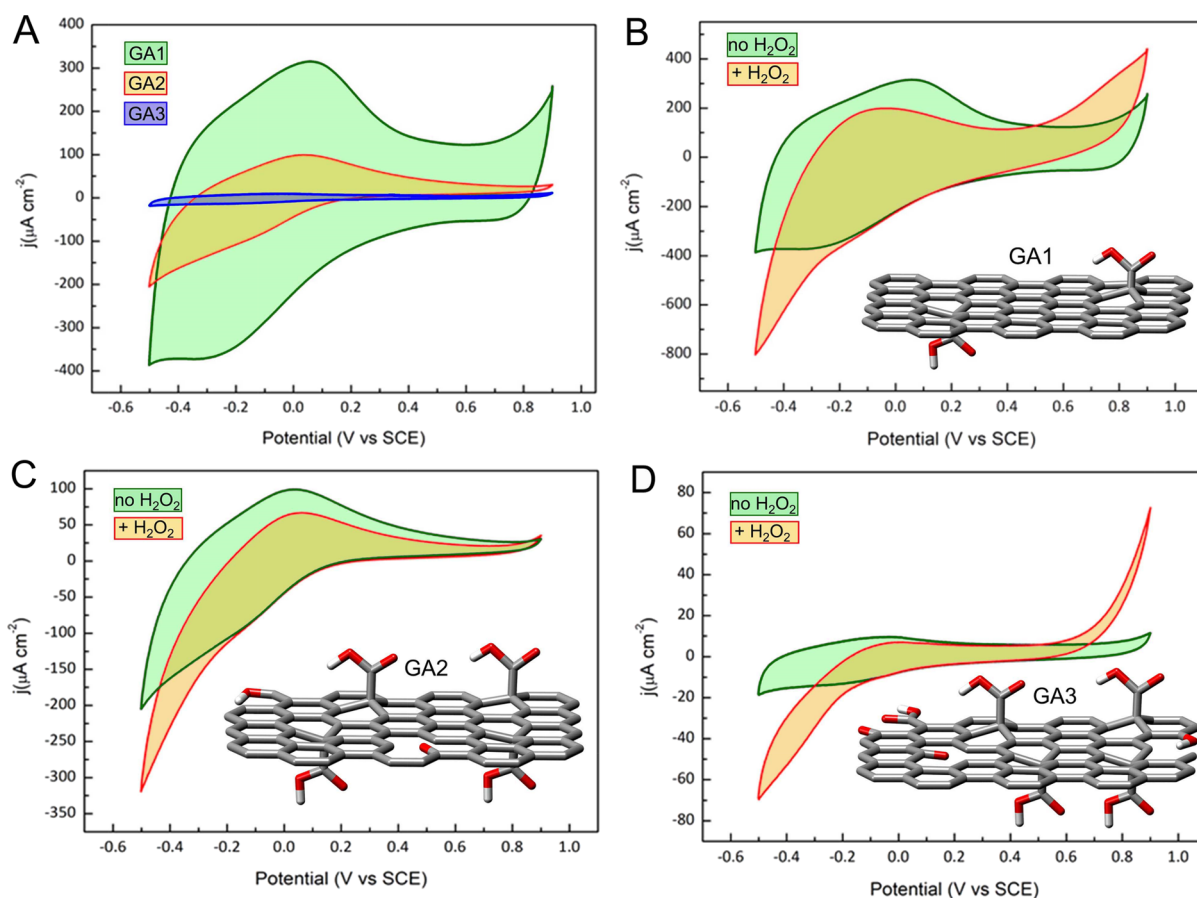 A
GA1
GA2
GA3
400
300
200
100
0
-100
-200
-300
-400
j(µA cm⁻²)
-0.6 -0.4 -0.2 0.0 0.2 0.4 0.6 0.8 1.0
Potential (V vs SCE)
B
no H₂O₂
+ H₂O₂
400
200
0
-200
-400
-600
-800
j(µA cm⁻²)
GA1
-0.6 -0.4 -0.2 0.0 0.2 0.4 0.6 0.8 1.0
Potential (V vs SCE)
C
no H₂O₂
+ H₂O₂
100
50
0
-50
-100
-150
-200
-250
-300
-350
j(µA cm⁻²)
GA2
-0.6 -0.4 -0.2 0.0 0.2 0.4 0.6 0.8 1.0
Potential (V vs SCE)
D
no H₂O₂
+ H₂O₂
80
60
40
20
0
-20
-40
-60
-80
j(µA cm⁻²)
GA3
-0.6 -0.4 -0.2 0.0 0.2 0.4 0.6 0.8 1.0
Potential (V vs SCE)